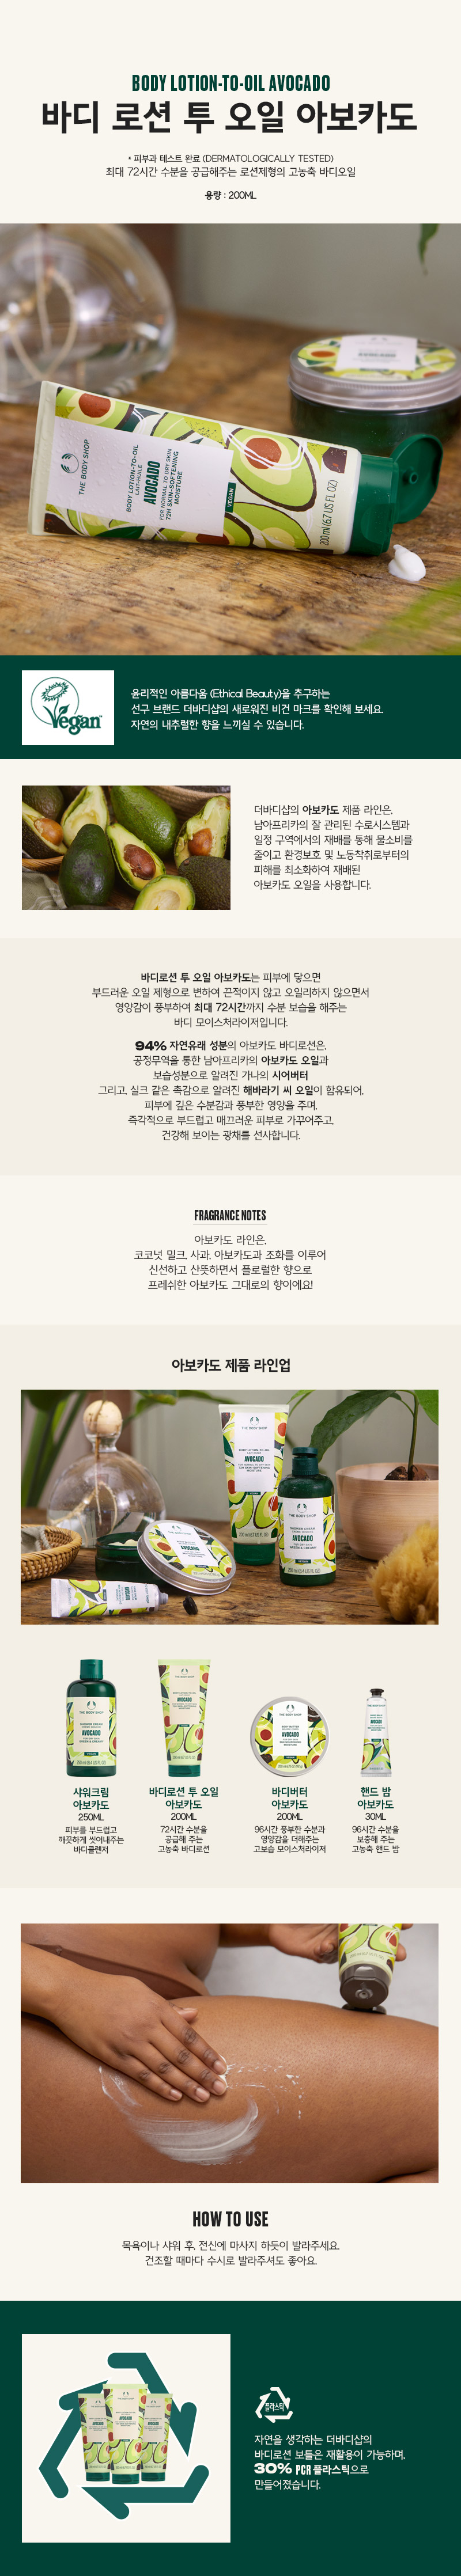 BODY LOTION-TO-OIL AVOCADO
바디 로션 투 오일 아보카도
* 피부과 테스트 완료 (DERMATOLOGICALLY TESTED)
최대 72시간 수분을 공급해주는 로션제형의 고농축 바디오일
용량 : 200ML
THE BODY SHOP
BODY LOTION-TO-OIL
LAIT-HUILE
AVOCADO
FOR NORMAL TO DRY SKIN
72H SKIN-SOFTENING
MOISTURE
VEGAN
200 ml (6.7 US FL OZ)
AVOCADO
Vegan
윤리적인 아름다움 (Ethical Beauty)을 추구하는
선구 브랜드 더바디샵의 새로워진 비건 마크를 확인해 보세요.
자연의 내추럴한 향을 느끼실 수 있습니다.
더바디샵의 아보카도 제품 라인은,
남아프리카의 잘 관리된 수로시스템과
일정 구역에서의 재배를 통해 물소비를
줄이고 환경보호 및 노동착취로부터의
피해를 최소화하여 재배된
아보카도 오일을 사용합니다.
바디로션 투 오일 아보카도는 피부에 닿으면
부드러운 오일 제형으로 변하여 끈적이지 않고 오일리하지 않으면서
영양감이 풍부하여 최대 72시간까지 수분 보습을 해주는
바디 모이스처라이저입니다.
94% 자연유래 성분의 아보카도 바디로션은,
공정무역을 통한 남아프리카의 아보카도 오일과
보습성분으로 알려진 가나의 시어버터
그리고, 실크 같은 촉감으로 알려진 해바라기 씨 오일이 함유되어,
피부에 깊은 수분감과 풍부한 영양을 주며,
즉각적으로 부드럽고 매끄러운 피부로 가꾸어주고,
건강해 보이는 광채를 선사합니다.
FRAGRANCE NOTES
아보카도 라인은,
코코넛 밀크, 사과, 아보카도과 조화를 이루어
신선하고 산뜻하면서 플로럴한 향으로
프레쉬한 아보카도 그대로의 향이에요!
아보카도 제품 라인업
THE BODY SHOP
AVOCADO
THE BODY SHOP
AVOCADO
샤워크림
아보카도
250ML
피부를 부드럽고
깨끗하게 씻어내주는
바디클렌저
바디로션 투 오일
아보카도
200ML
72시간 수분을
공급해 주는
고농축 바디로션
바디버터
아보카도
200ML
96시간 풍부한 수분과
영양감을 더해주는
고보습 모이스처라이저
핸드 밤
아보카도
30ML
96시간 수분을
보충해 주는
고농축 핸드 밤
HOW TO USE
목욕이나 샤워 후, 전신에 마사지 하듯이 발라주세요.
건조할 때마다 수시로 발라주셔도 좋아요.
플라스틱
자연을 생각하는 더바디샵의
바디로션 보틀은 재활용이 가능하며,
30% PCR 플라스틱으로
만들어졌습니다.